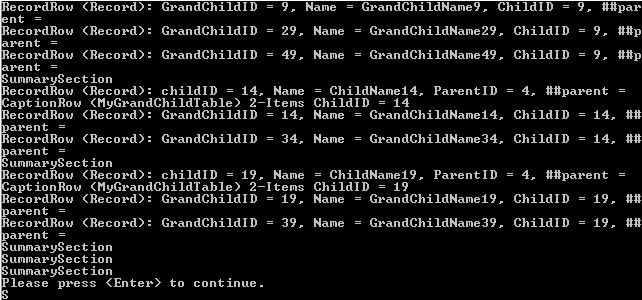 RecordRow (Record): GrandChildID = 9, Name = GrandChildName9, ChildID = 9, ##par
ent =
RecordRow (Record): GrandChildID = 29, Name = GrandChildName29, ChildID = 9, ##p
arent =
RecordRow (Record): GrandChildID = 49, Name = GrandChildName49, ChildID = 9, ##p
arent =
SummarySection
RecordRow (Record): childID = 14, Name = ChildName14, ParentID = 4, ##parent =
CaptionRow (MyGrandChildTable) 2-Items ChildID = 14
RecordRow (Record): GrandChildID = 14, Name = GrandChildName14, ChildID = 14, ##
parent =
RecordRow (Record): GrandChildID = 34, Name = GrandChildName34, ChildID = 14, ##
parent =
SummarySection
RecordRow (Record): childID = 19, Name = ChildName19, ParentID = 4, ##parent =
CaptionRow (MyGrandChildTable) 2-Items ChildID = 19
RecordRow (Record): GrandChildID = 19, Name = GrandChildName19, ChildID = 19, ##
parent =
RecordRow (Record): GrandChildID = 39, Name = GrandChildName39, ChildID = 19, ##
parent =
SummarySection
SummarySection
SummarySection
Please press <Enter> to continue.
S